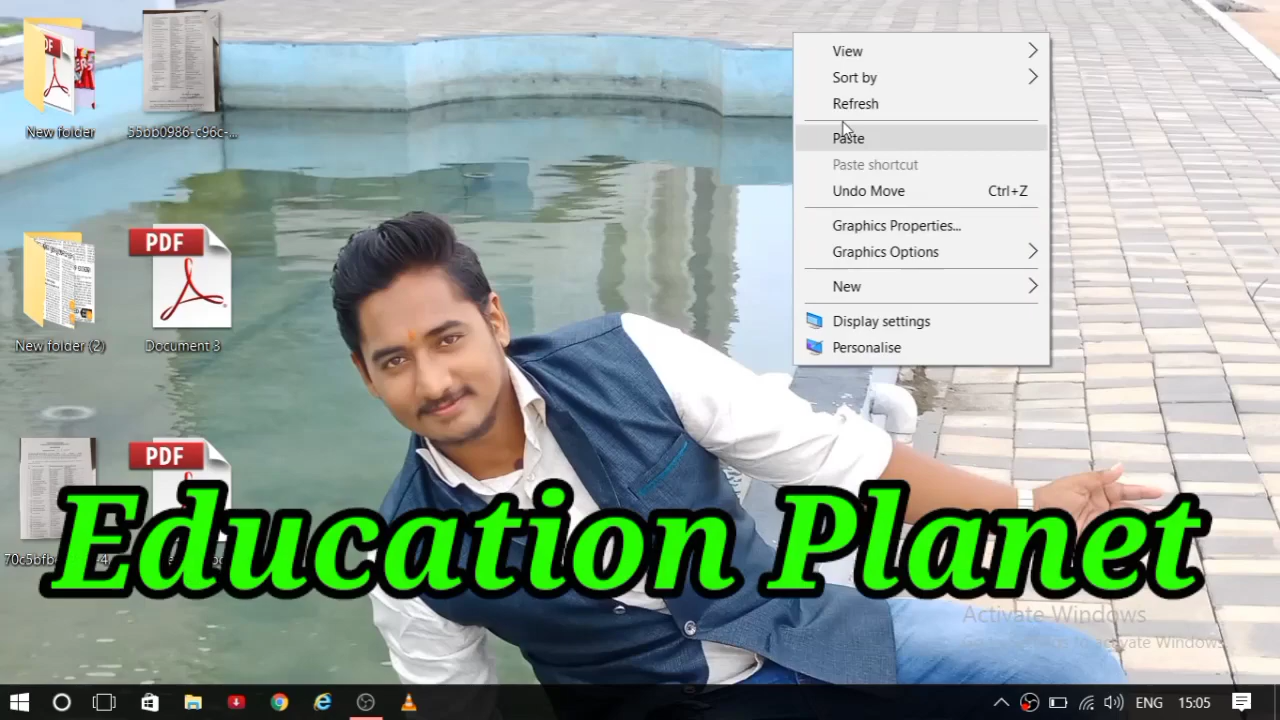 New folder
55bb0986-c96c-...
New folder (2)
PDF
Document 3
PDF
Education Planet
View
Sort by
Refresh
Paste
Paste shortcut
Undo Move Ctrl+Z
Graphics Properties...
Graphics Options
New
Display settings
Personalise
Activate Windows
ENG 15:05